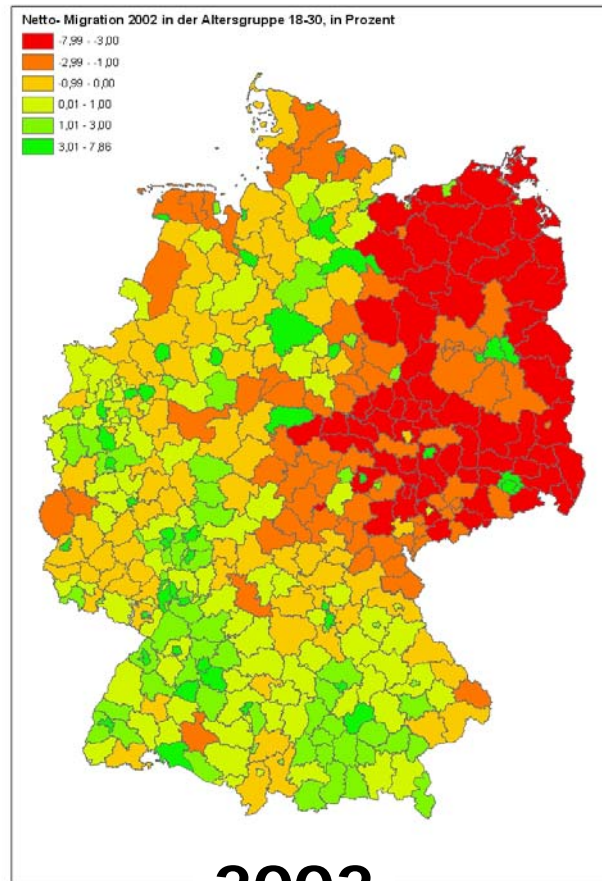 Netto- Migration 2002 in der Altersgruppe 18-30, in Prozent
-7,99 - -3,00
-2,99 - -1,00
-0,99 - 0,00
0,01 - 1,00
1,01 - 3,00
3,01 - 7,86